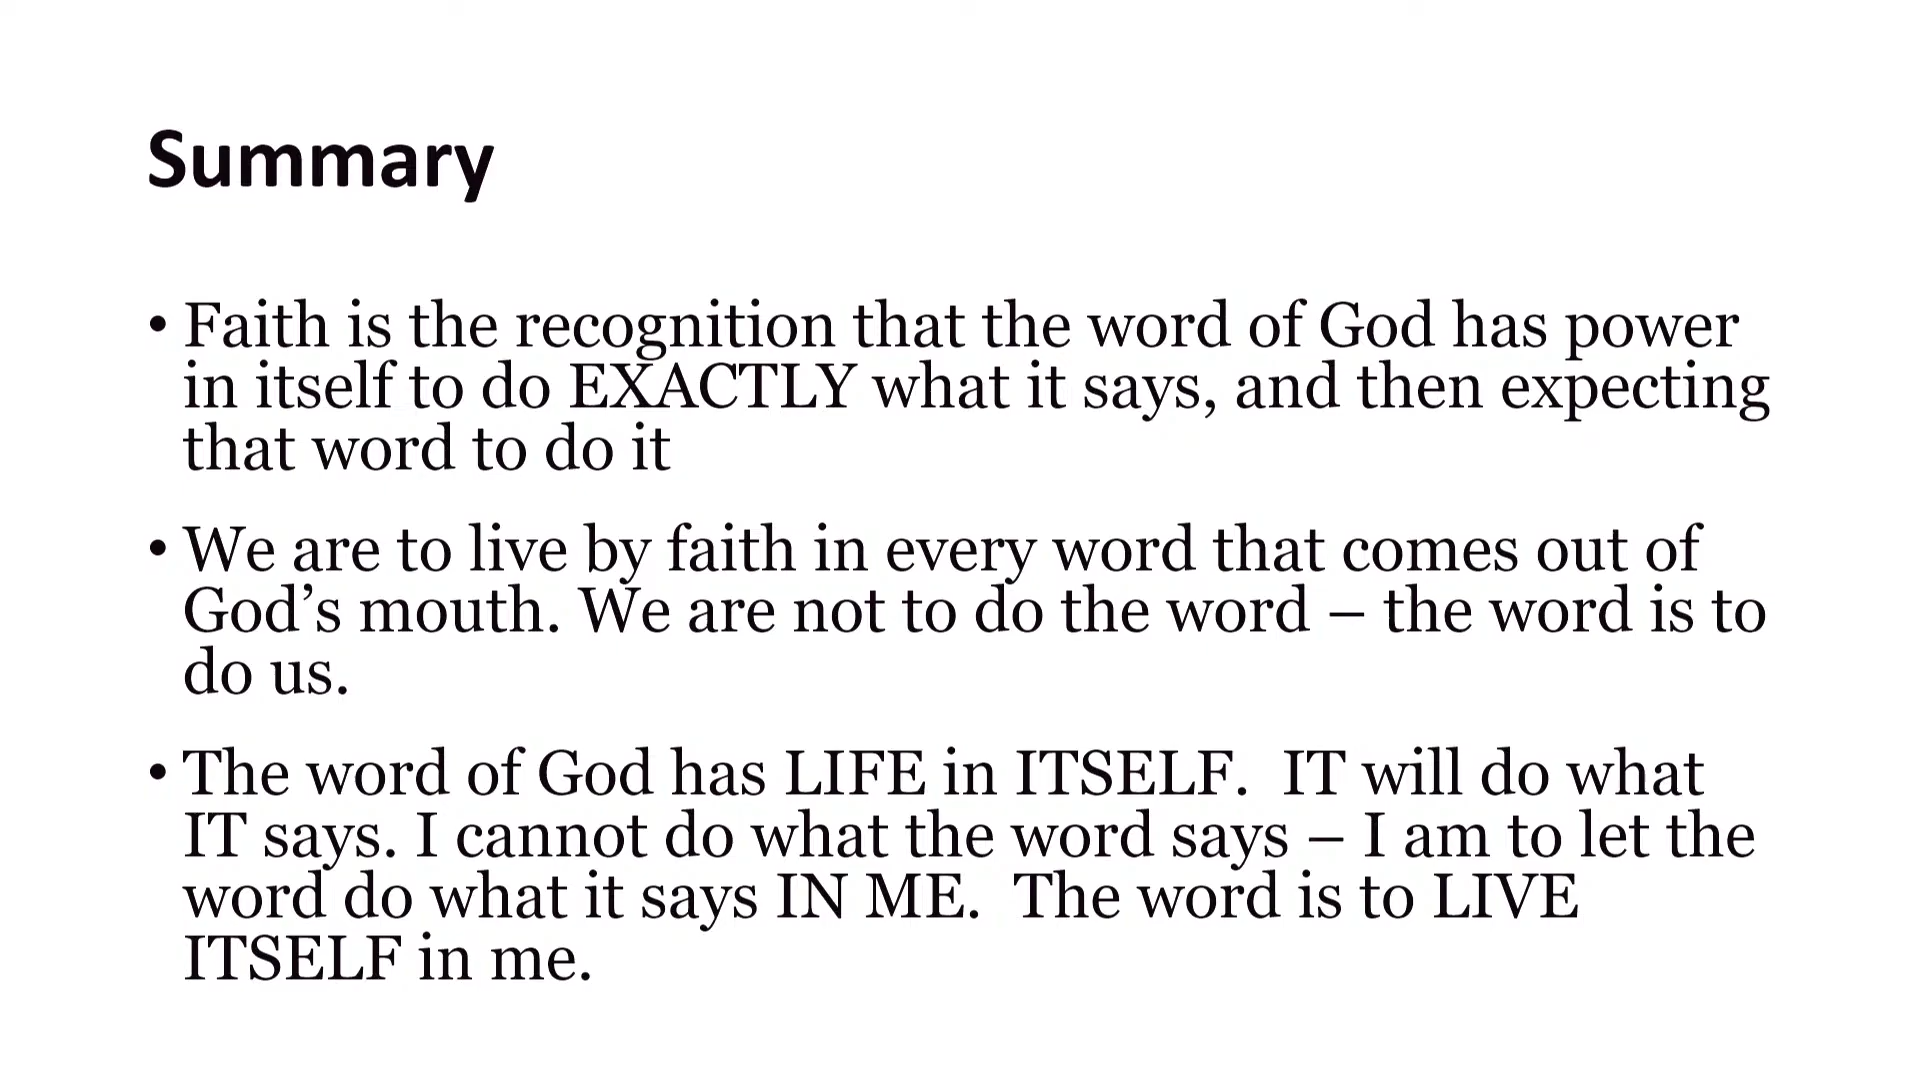 Summary
• Faith is the recognition that the word of God has power
in itself to do EXACTLY what it says, and then expecting
that word to do it
• We are to live by faith in every word that comes out of
God’s mouth. We are not to do the word – the word is to
do us.
• The word of God has LIFE in ITSELF.  IT will do what
IT says. I cannot do what the word says – I am to let the
word do what it says IN ME.  The word is to LIVE
ITSELF in me.